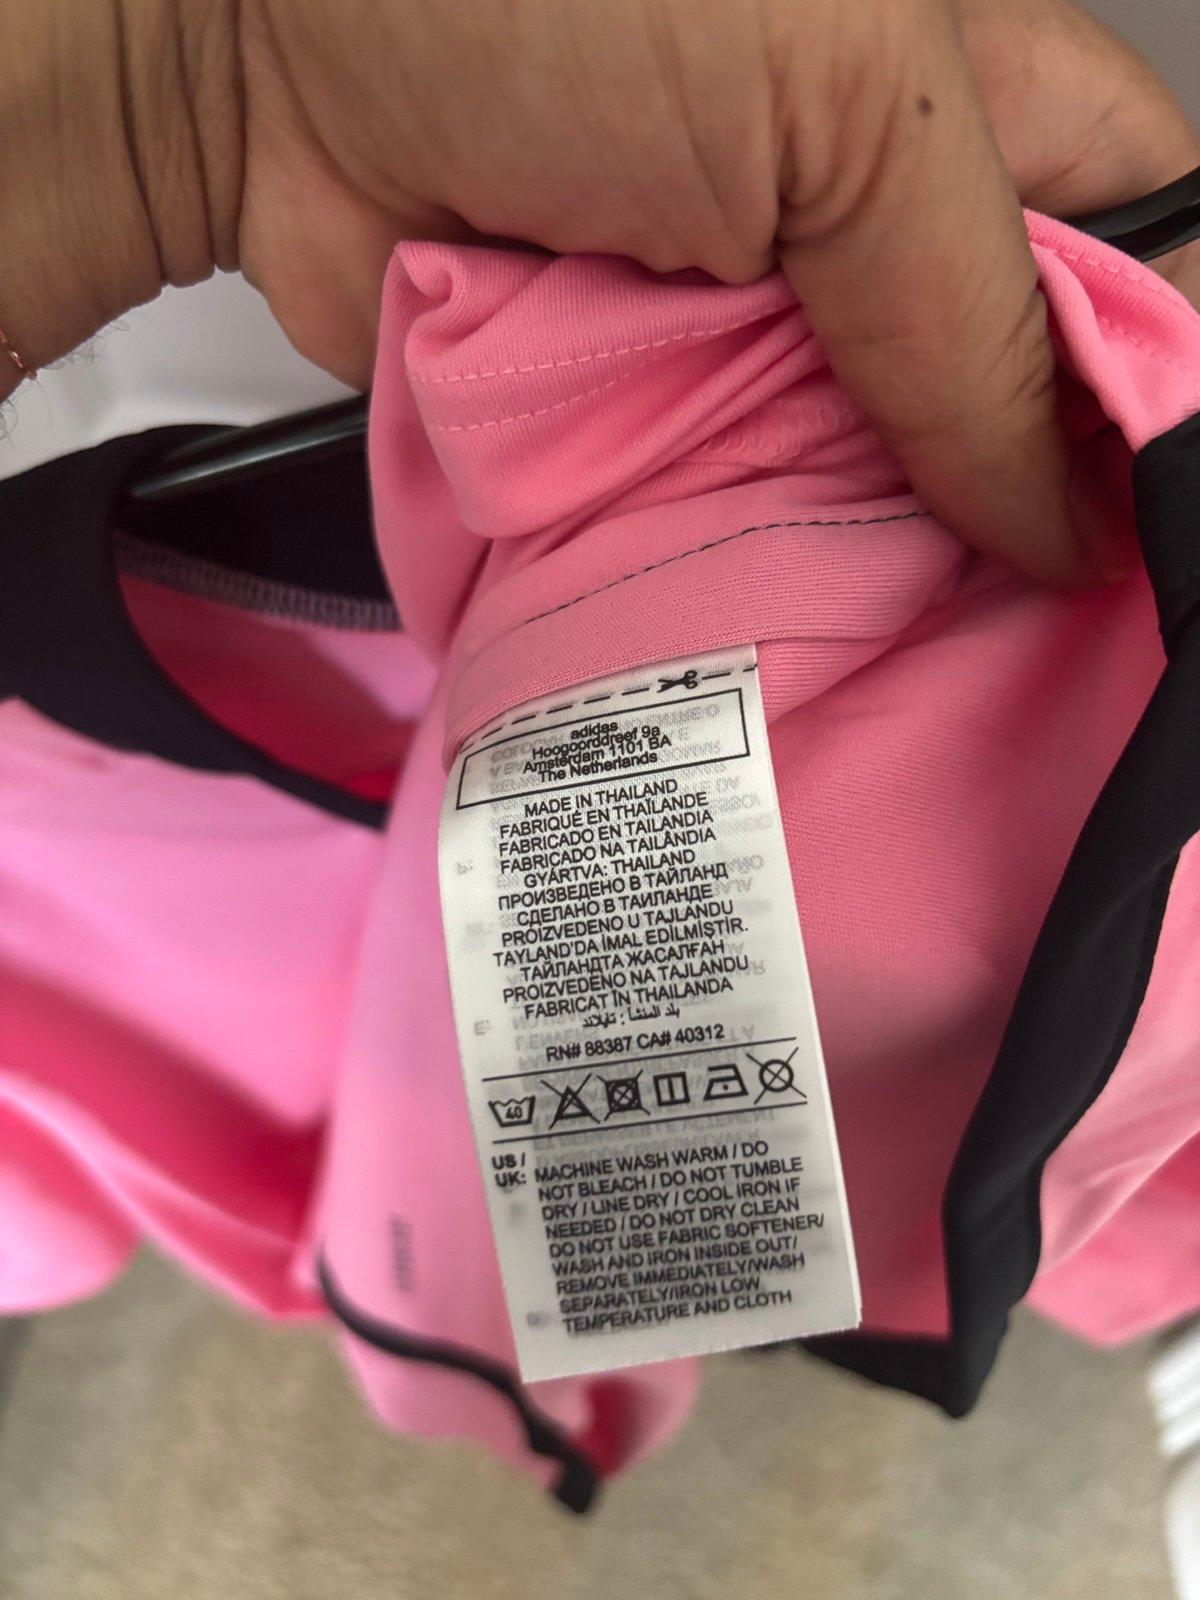 adidas
Hoogoorddreef 9a
Amsterdam 1101 BA
The Netherlands
MADE IN THAILAND
FABRIQUÉ EN THAÏLANDE
FABRICADO EN TAILANDIA
FABRICADO NA TAILÂNDIA
GYÁRTVA: THAILAND
ПРОИЗВЕДЕНО В ТАЙЛАНД
СДЕЛАНО В ТАИЛАНДЕ
PROIZVEDENO U TAJLANDU
TAYLAND'DA İMAL EDİLMİŞTİR.
ТАЙЛАНДТА ЖАСАЛҒАН
PROIZVEDENO NA TAJLANDU
FABRICAT ÎN THAILANDA
بلد المنشأ : تايلاند
RN# 88387 CA# 40312
40
US / UK: MACHINE WASH WARM / DO
NOT BLEACH / DO NOT TUMBLE
DRY / LINE DRY / COOL IRON IF
NEEDED / DO NOT DRY CLEAN
DO NOT USE FABRIC SOFTENER/
WASH AND IRON INSIDE OUT/
REMOVE IMMEDIATELY/WASH
SEPARATELY/IRON LOW
TEMPERATURE AND CLOTH